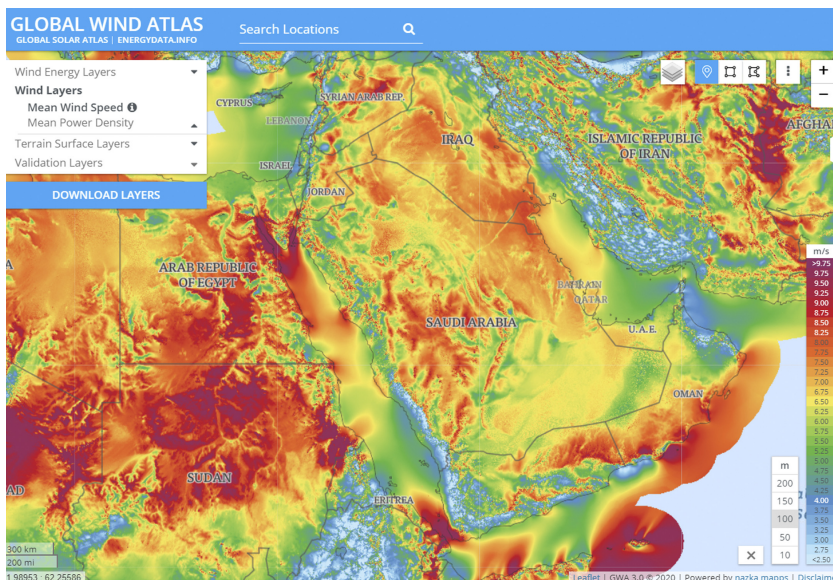 GLOBAL WIND ATLAS
GLOBAL SOLAR ATLAS | ENERGYDATA.INFO
Search Locations
Wind Energy Layers
Wind Layers
Mean Wind Speed
Mean Power Density
Terrain Surface Layers
Validation Layers
DOWNLOAD LAYERS
+
−
CYPRUS
SYRIAN ARAB REP.
LEBANON
IRAQ
ISLAMIC REPUBLIC
OF IRAN
AFGHA
ISRAEL
JORDAN
A
ARAB REPUBLIC
OF EGYPT
BAHRAIN
QATAR
SAUDI ARABIA
U.A.E.
OMAN
SUDAN
AD
ERITREA
m/s
>9.75
9.75
9.50
9.25
9.00
8.75
8.50
8.25
8.00
7.75
7.50
7.25
7.00
6.75
6.50
6.25
6.00
5.75
5.50
5.25
5.00
4.75
4.50
4.25
4.00
3.75
3.50
3.25
3.00
2.75
<2.50
m
200
150
100
50
10
300 km
200 mi
1.98953 : 62.25586
Leaflet | GWA 3.0 © 2020 | Powered by nazka mapps | Disclaim